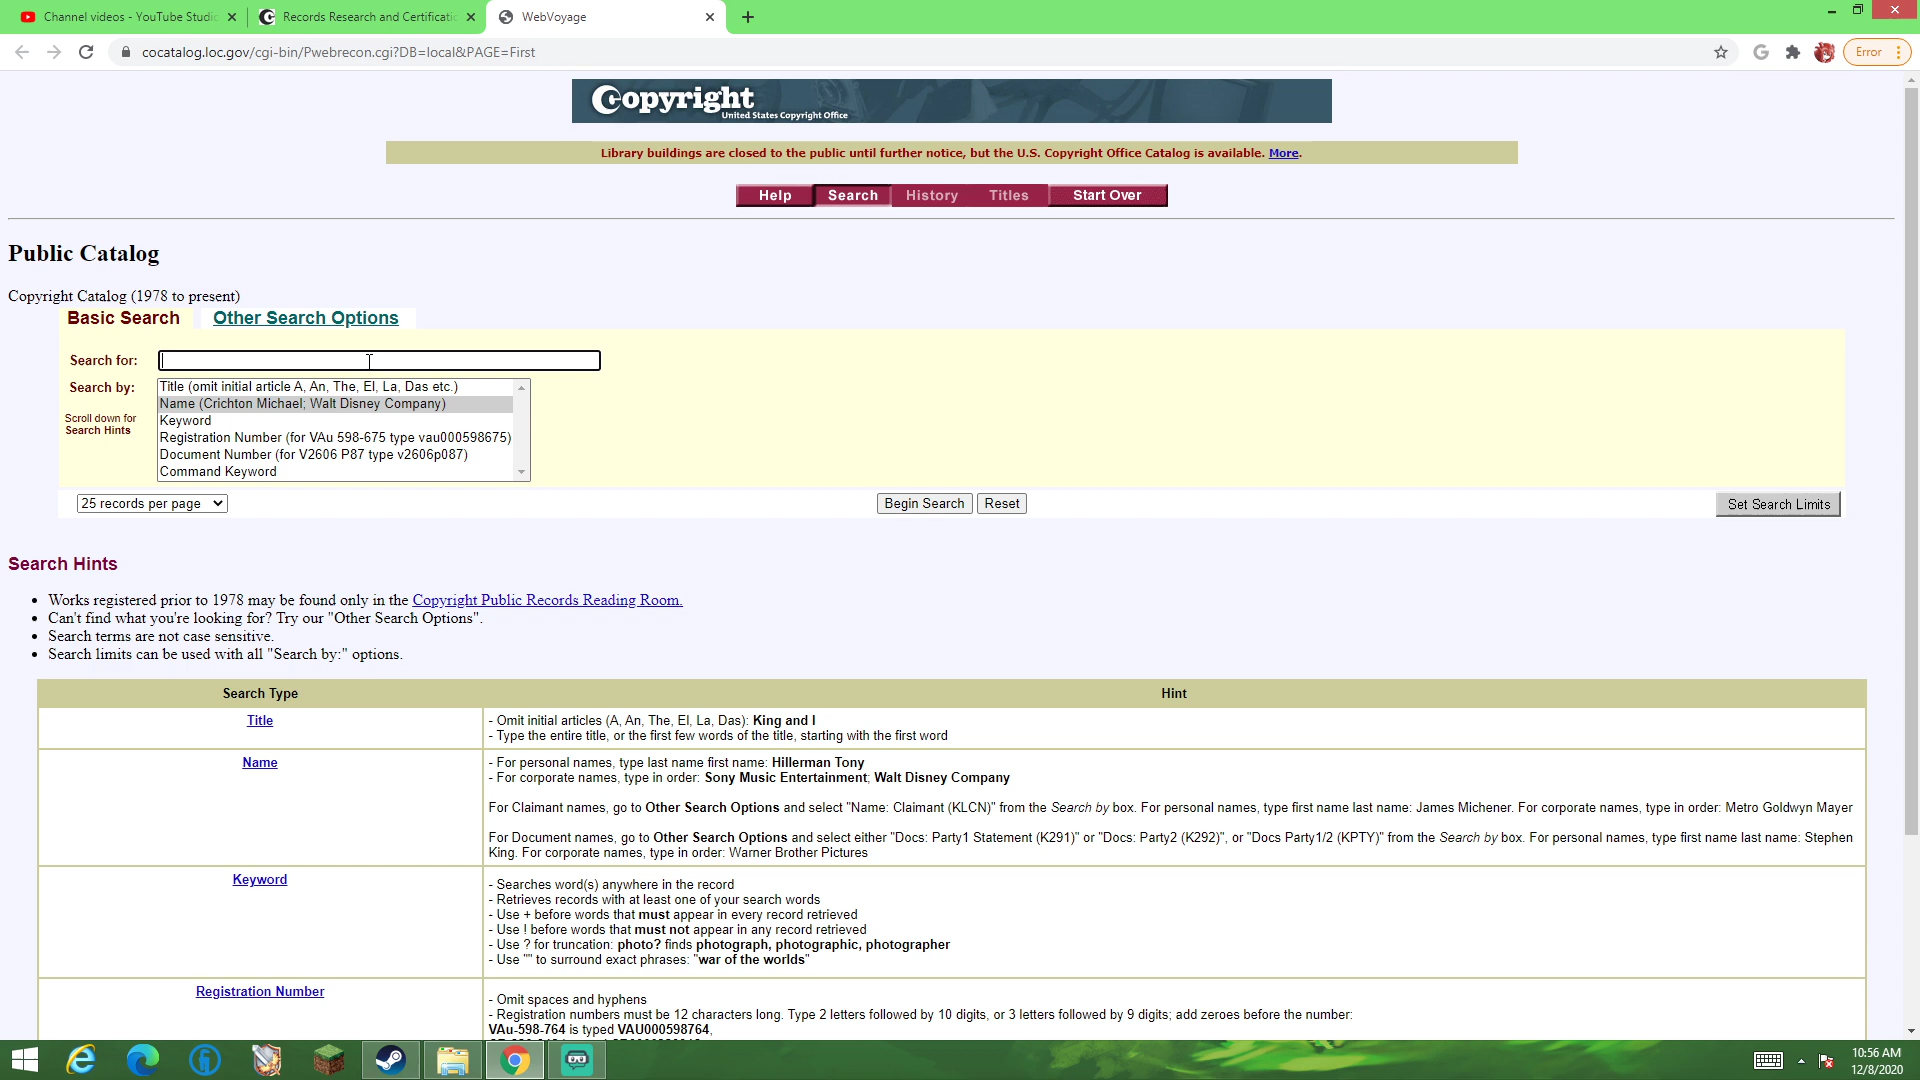 Channel videos - YouTube Studio
Records Research and Certificatio
WebVoyage
cocatalog.loc.gov/cgi-bin/Pwebrecon.cgi?DB=local&PAGE=First
Error
Copyright
United States Copyright Office
Library buildings are closed to the public until further notice, but the U.S. Copyright Office Catalog is available. More.
Help Search History Titles Start Over
Public Catalog
Copyright Catalog (1978 to present)
Basic Search Other Search Options
Search for:
Search by:
Scroll down for
Search Hints
Title (omit initial article A, An, The, El, La, Das etc.)
Name (Crichton Michael; Walt Disney Company)
Keyword
Registration Number (for VAu 598-675 type vau000598675)
Document Number (for V2606 P87 type v2606p087)
Command Keyword
25 records per page Begin Search Reset Set Search Limits
Search Hints
• Works registered prior to 1978 may be found only in the Copyright Public Records Reading Room.
• Can't find what you're looking for? Try our "Other Search Options".
• Search terms are not case sensitive.
• Search limits can be used with all "Search by:" options.
Search Type Hint
Title
- Omit initial articles (A, An, The, El, La, Das): King and I
- Type the entire title, or the first few words of the title, starting with the first word
Name
- For personal names, type last name first name: Hillerman Tony
- For corporate names, type in order: Sony Music Entertainment; Walt Disney Company
For Claimant names, go to Other Search Options and select "Name: Claimant (KLCN)" from the Search by box. For personal names, type first name last name: James Michener. For corporate names, type in order: Metro Goldwyn Mayer
For Document names, go to Other Search Options and select either "Docs: Party1 Statement (K291)" or "Docs: Party2 (K292)", or "Docs Party1/2 (KPTY)" from the Search by box. For personal names, type first name last name: Stephen
King. For corporate names, type in order: Warner Brother Pictures
Keyword
- Searches word(s) anywhere in the record
- Retrieves records with at least one of your search words
- Use + before words that must appear in every record retrieved
- Use ! before words that must not appear in any record retrieved
- Use ? for truncation: photo? finds photograph, photographic, photographer
- Use "" to surround exact phrases: "war of the worlds"
Registration Number
- Omit spaces and hyphens
- Registration numbers must be 12 characters long. Type 2 letters followed by 10 digits, or 3 letters followed by 9 digits; add zeroes before the number:
VAu-598-764 is typed VAU000598764,
10:56 AM
12/8/2020